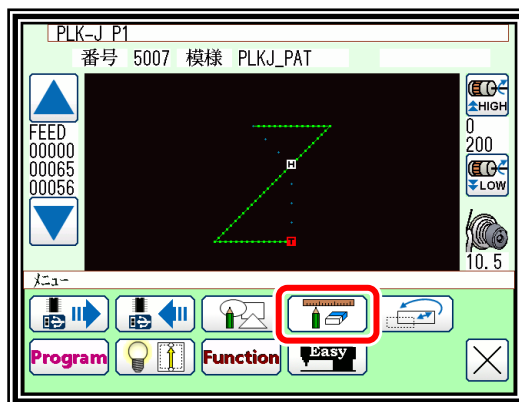 PLK-J P1
番号 5007 模様 PLKJ_PAT
HIGH
FEED
00000
00065
00056
0
200
LOW
H
T
10.5
メニュー
Program
Function
Easy